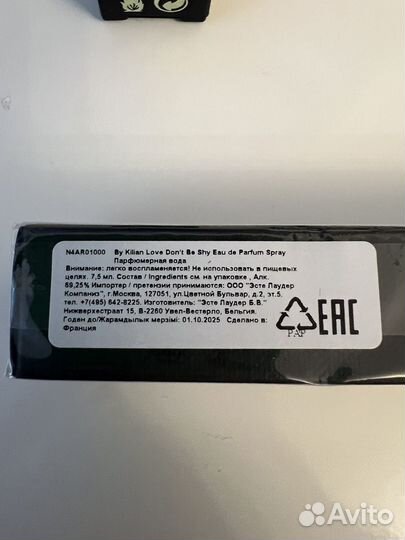 N4AR01000 By Kilian Love Don't Be Shy Eau de Parfum Spray
Парфюмерная вода
Внимание: легко воспламеняется! Не использовать в пищевых
целях. 7,5 мл. Состав / Ingredients см. на упаковке , Алк.
69,25% Импортер / претензии принимаются: ООО "Эсте Лаудер
Компаниз", г.Москва, 127051, ул.Цветной Бульвар, д.2, эт.5.
тел. +7(495) 642-8225. Изготовитель: "Эсте Лаудер Б.В."
Нижверхестраат 15, B-2260 Увел-Вестерло, Бельгия.
Годен до/Жарамдылык мерзімі: 01.10.2025 Сделано в:
Франция
PAP
EAC
Avito